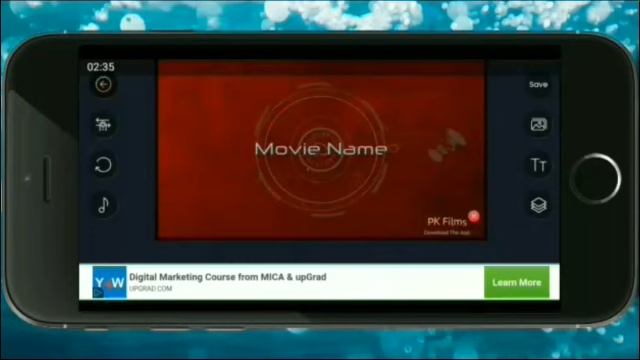 02:35
Save
Movie Name
TT
PK Films
Download The App
Digital Marketing Course from MICA & upGrad
UPGRAD.COM
Learn More
Y W